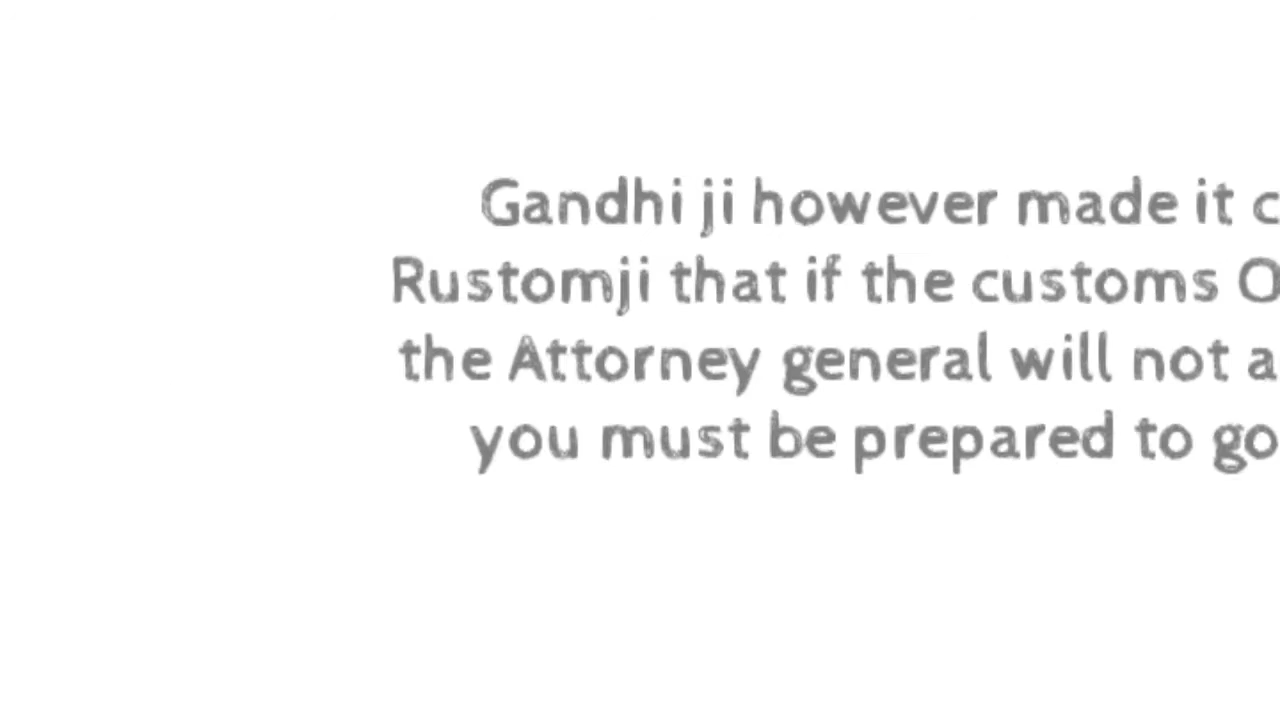 Gandhi ji however made it c
Rustomji that if the customs O
the Attorney general will not a
you must be prepared to go